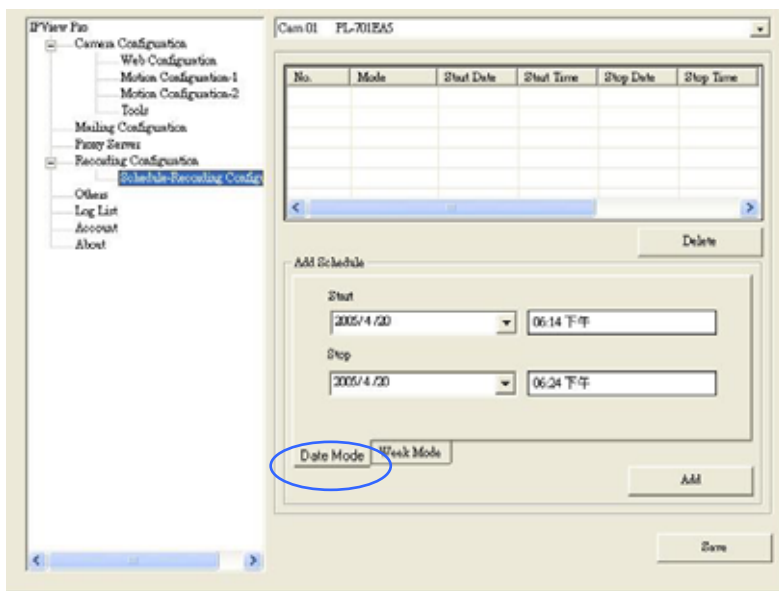 IPView Pro
Camera Configuration
Web Configuration
Motion Configuration-1
Motion Configuration-2
Tools
Mailing Configuration
Proxy Server
Recording Configuration
Schedule-Recording Config
Others
Log List
Account
About
Cam 01 PL-701EAS
No. Mode Start Date Start Time Stop Date Stop Time
Delete
Add Schedule
Start
2005/4/20 06:14 下午
Stop
2005/4/20 06:24 下午
Date Mode Week Mode
Add
Save